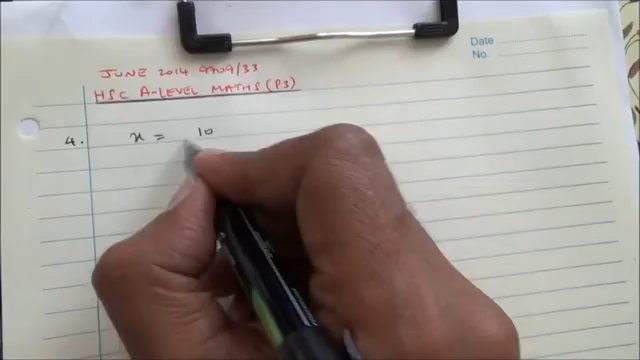 Date
No.
JUNE 2014 9709/33
HSC A-LEVEL MATHS (P3)
4. x = 10